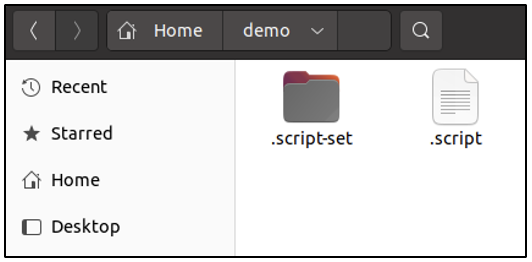 Home demo
Recent
Starred
Home
Desktop
.script-set .script